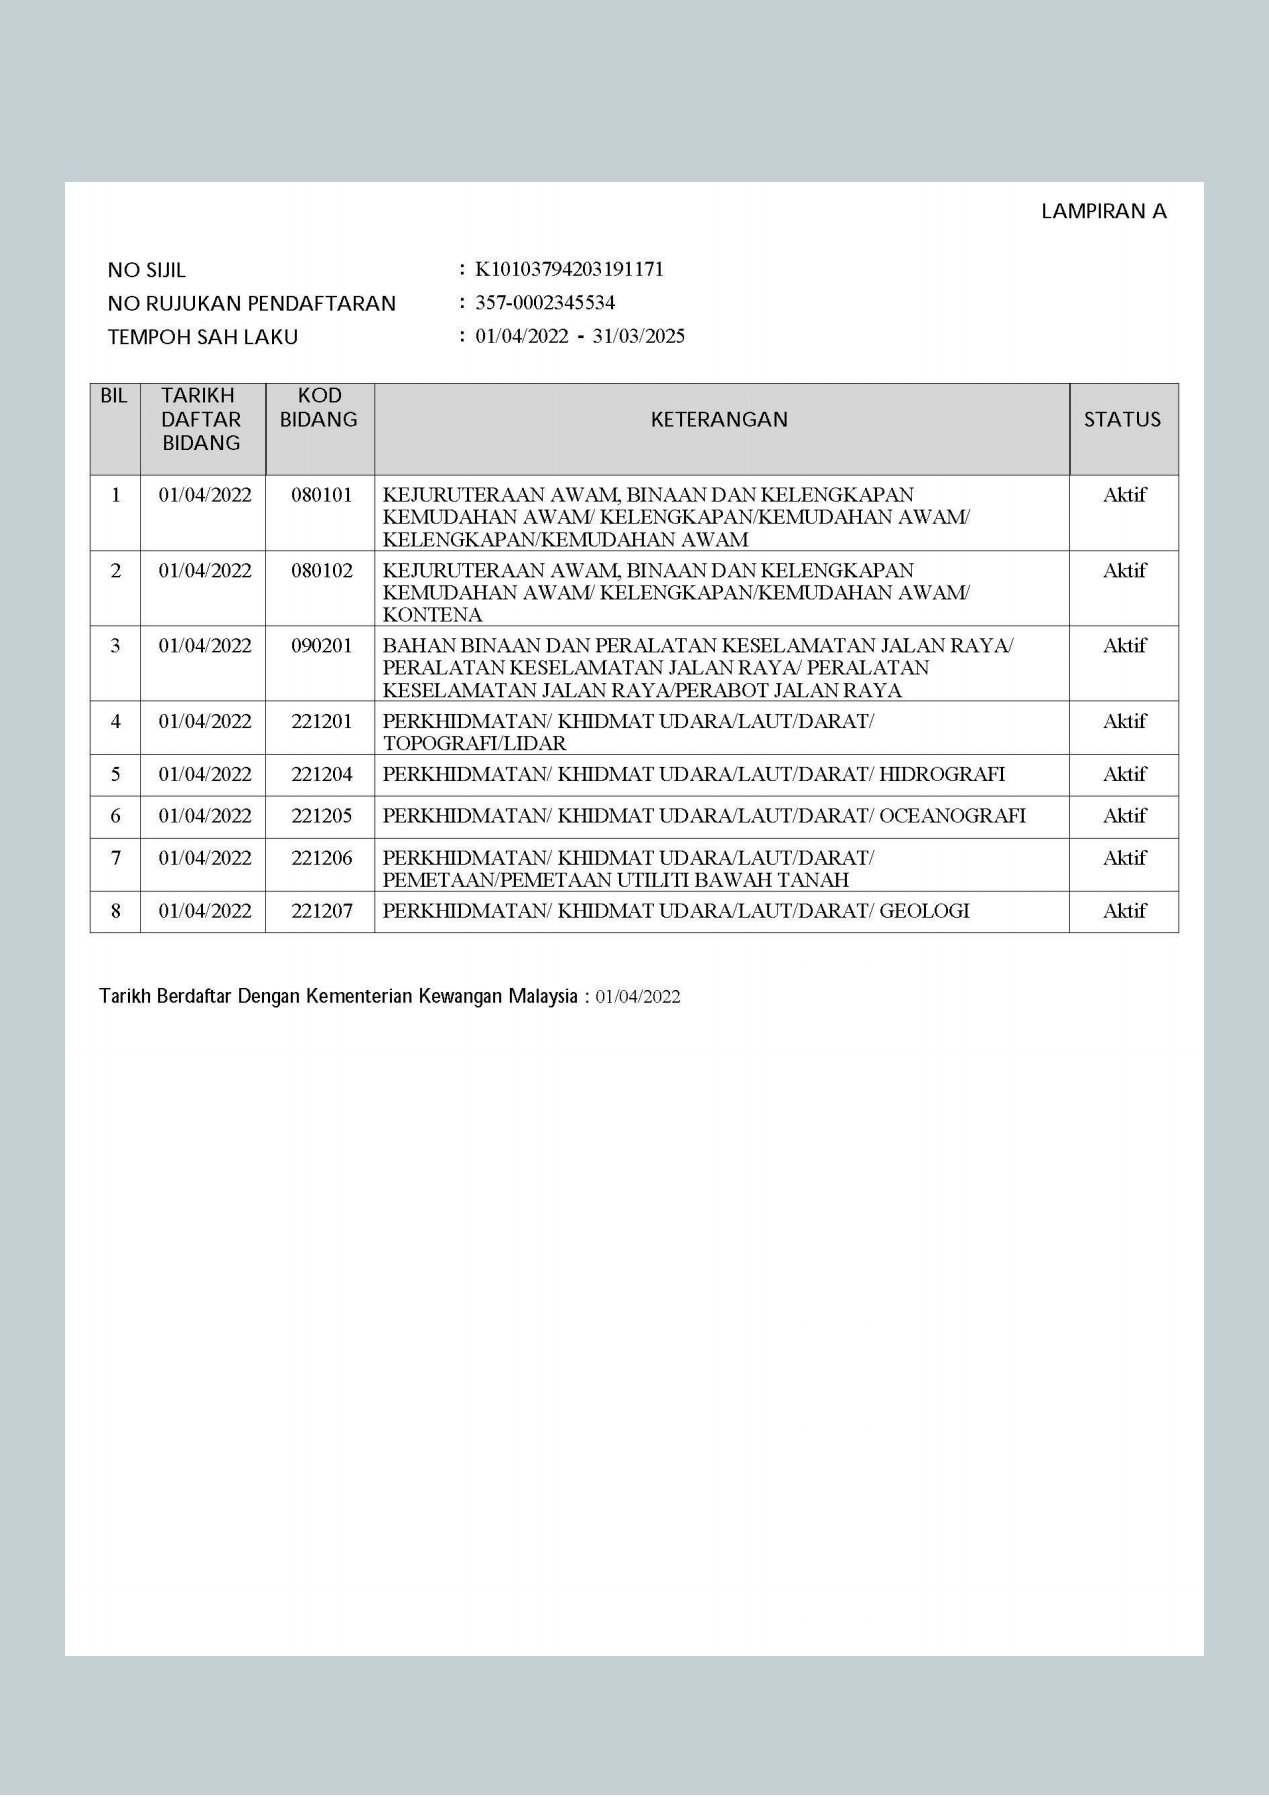 LAMPIRAN A
NO SIJIL : K10103794203191171
NO RUJUKAN PENDAFTARAN : 357-0002345534
TEMPOH SAH LAKU : 01/04/2022 - 31/03/2025
BIL TARIKH DAFTAR BIDANG KOD BIDANG KETERANGAN STATUS
1 01/04/2022 080101 KEJURUTERAAN AWAM, BINAAN DAN KELENGKAPAN Aktif
KEMUDAHAN AWAM/ KELENGKAPAN/KEMUDAHAN AWAM/
KELENGKAPAN/KEMUDAHAN AWAM
2 01/04/2022 080102 KEJURUTERAAN AWAM, BINAAN DAN KELENGKAPAN Aktif
KEMUDAHAN AWAM/ KELENGKAPAN/KEMUDAHAN AWAM/
KONTENA
3 01/04/2022 090201 BAHAN BINAAN DAN PERALATAN KESELAMATAN JALAN RAYA/ Aktif
PERALATAN KESELAMATAN JALAN RAYA/ PERALATAN
KESELAMATAN JALAN RAYA/PERABOT JALAN RAYA
4 01/04/2022 221201 PERKHIDMATAN/ KHIDMAT UDARA/LAUT/DARAT/ Aktif
TOPOGRAFI/LIDAR
5 01/04/2022 221204 PERKHIDMATAN/ KHIDMAT UDARA/LAUT/DARAT/ HIDROGRAFI Aktif
6 01/04/2022 221205 PERKHIDMATAN/ KHIDMAT UDARA/LAUT/DARAT/ OCEANOGRAFI Aktif
7 01/04/2022 221206 PERKHIDMATAN/ KHIDMAT UDARA/LAUT/DARAT/ Aktif
PEMETAAN/PEMETAAN UTILITI BAWAH TANAH
8 01/04/2022 221207 PERKHIDMATAN/ KHIDMAT UDARA/LAUT/DARAT/ GEOLOGI Aktif
Tarikh Berdaftar Dengan Kementerian Kewangan Malaysia : 01/04/2022